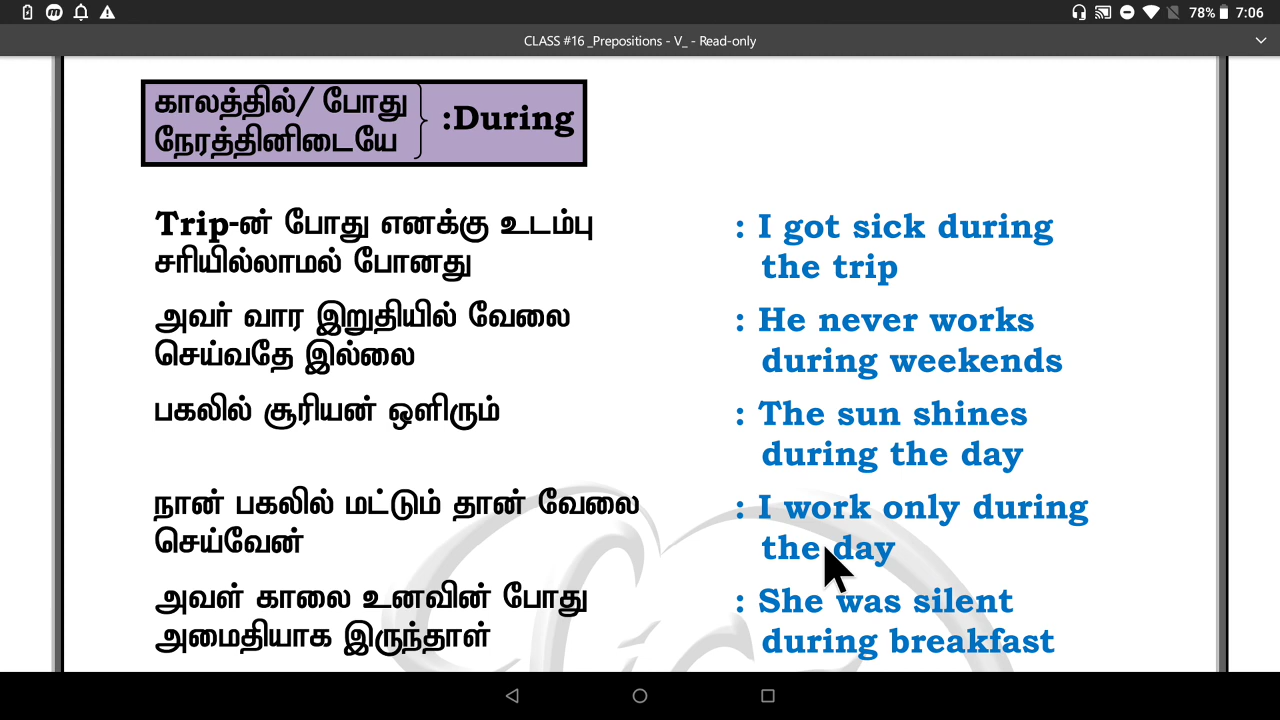 78% 7:06
CLASS #16 _Prepositions - V_ - Read-only
காலத்தில்/ போது
நேரத்தினிடையே
:During
Trip-ன் போது எனக்கு உடம்பு
சரியில்லாமல் போனது
: I got sick during
the trip
அவர் வார இறுதியில் வேலை
செய்வதே இல்லை
: He never works
during weekends
பகலில் சூரியன் ஒளிரும்
: The sun shines
during the day
நான் பகலில் மட்டும் தான் வேலை
செய்வேன்
: I work only during
the day
அவள் காலை உனவின் போது
அமைதியாக இருந்தாள்
: She was silent
during breakfast